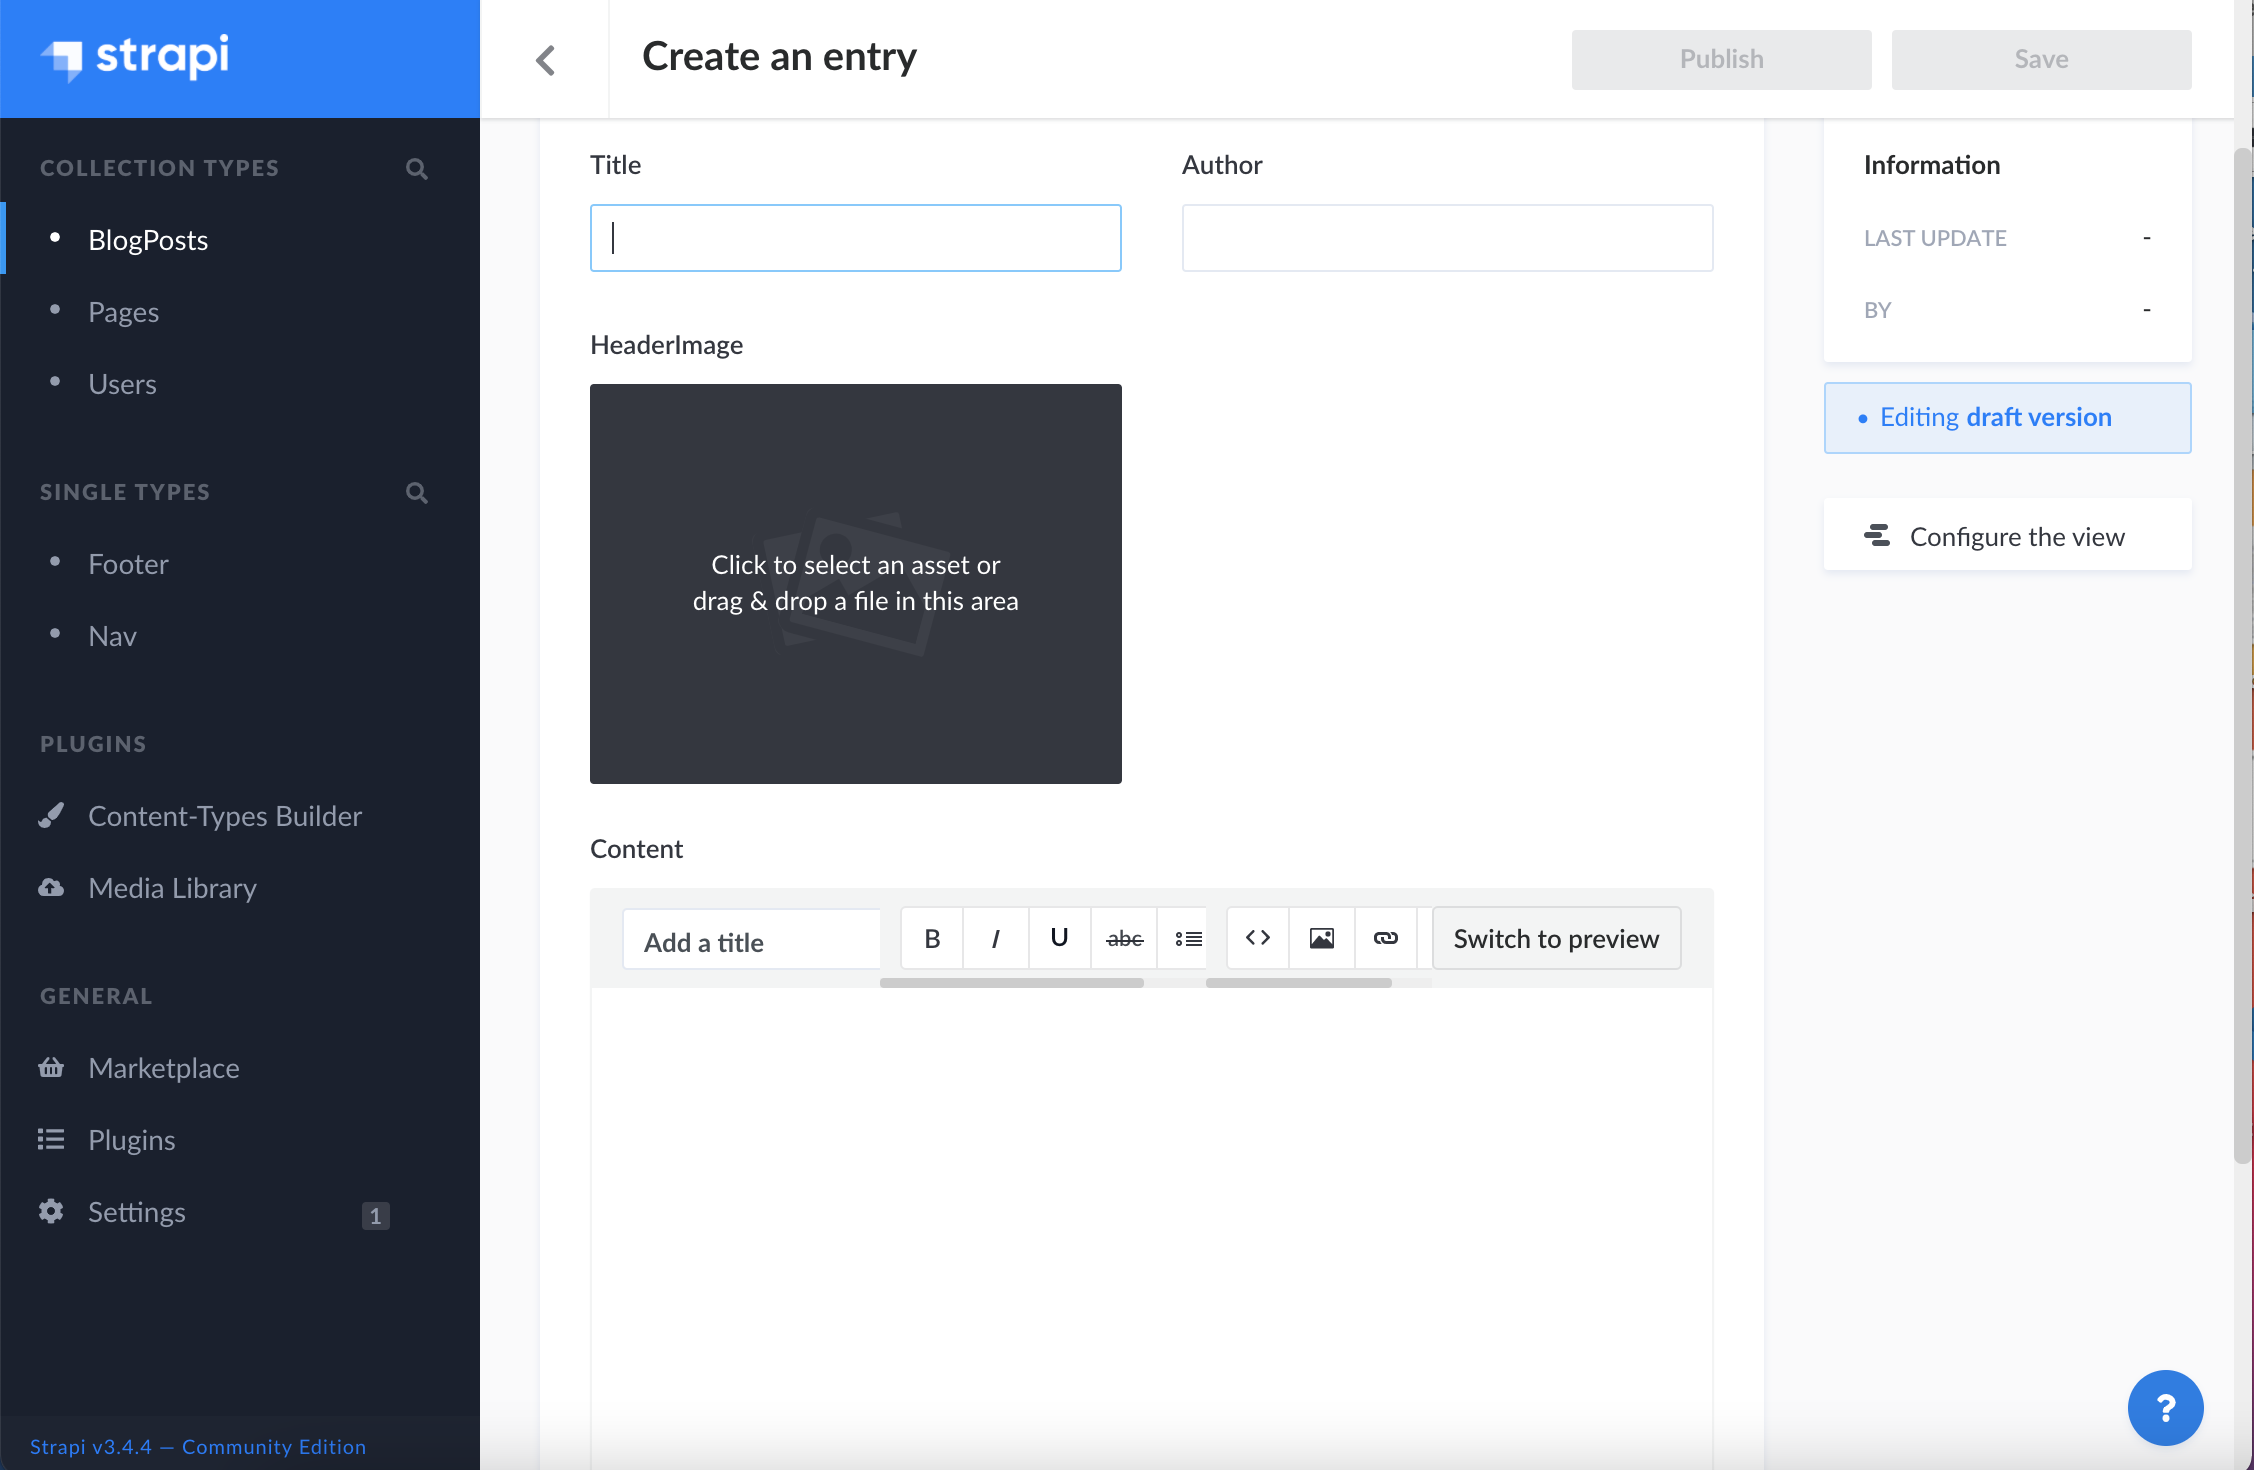 strapi
COLLECTION TYPES
BlogPosts
Pages
Users
SINGLE TYPES
Footer
Nav
PLUGINS
Content-Types Builder
Media Library
GENERAL
Marketplace
Plugins
Settings
1
Strapi v3.4.4 — Community Edition
Create an entry
Publish
Save
Title
Author
HeaderImage
Click to select an asset or
drag & drop a file in this area
Content
Add a title
B
I
U
abc
Switch to preview
Information
LAST UPDATE
-
BY
-
• Editing draft version
Configure the view
?